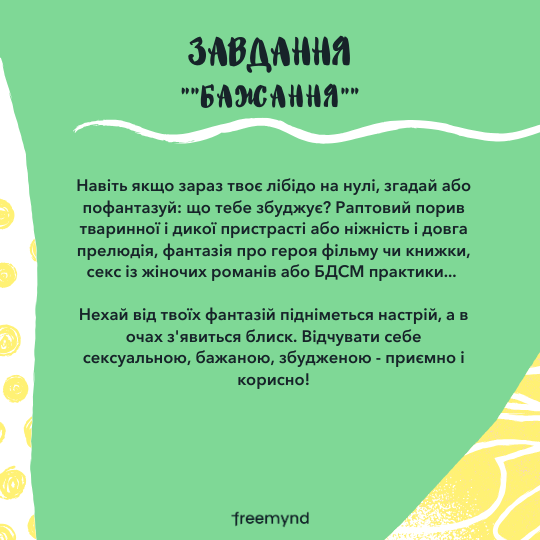 ЗАВДАННЯ
""БАЖАННЯ""
Навіть якщо зараз твоє лібідо на нулі, згадай або
пофантазуй: що тебе збуджує? Раптовий порив
тваринної і дикої пристрасті або ніжність і довга
прелюдія, фантазія про героя фільму чи книжки,
секс із жіночих романів або БДСМ практики...
Нехай від твоїх фантазій підніметься настрій, а в
очах з'явиться блиск. Відчувати себе
сексуальною, бажаною, збудженою - приємно і
корисно!
freemynd